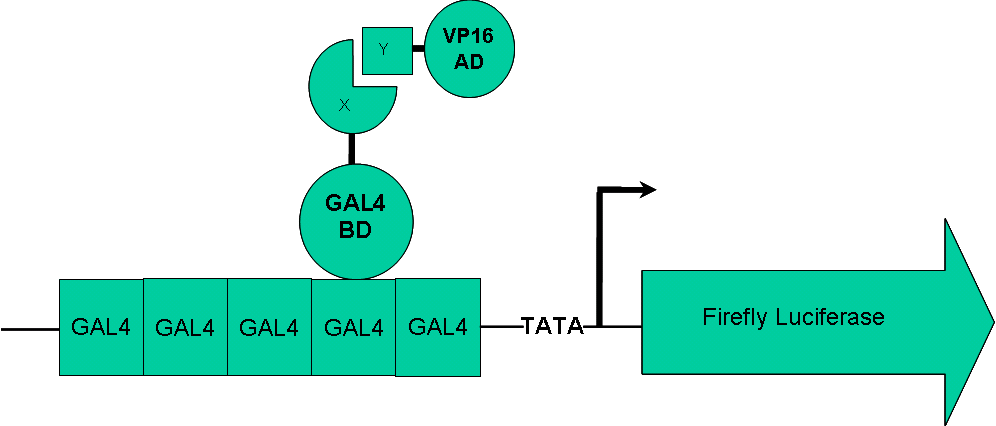 Y
VP16
AD
X
GAL4
BD
GAL4 GAL4 GAL4 GAL4 GAL4
TATA
Firefly Luciferase